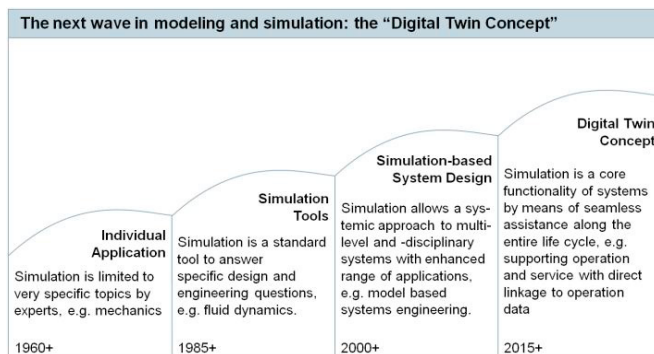 The next wave in modeling and simulation: the “Digital Twin Concept”
Individual
Application
Simulation is limited to
very specific topics by
experts, e.g. mechanics
1960+
Simulation
Tools
Simulation is a standard
tool to answer
specific design and
engineering questions,
e.g. fluid dynamics.
1985+
Simulation-based
System Design
Simulation allows a sys-
temic approach to multi-
level and -disciplinary
systems with enhanced
range of applications,
e.g. model based
systems engineering.
2000+
Digital Twin
Concept
Simulation is a core
functionality of systems
by means of seamless
assistance along the
entire life cycle, e.g.
supporting operation
and service with direct
linkage to operation
data
2015+